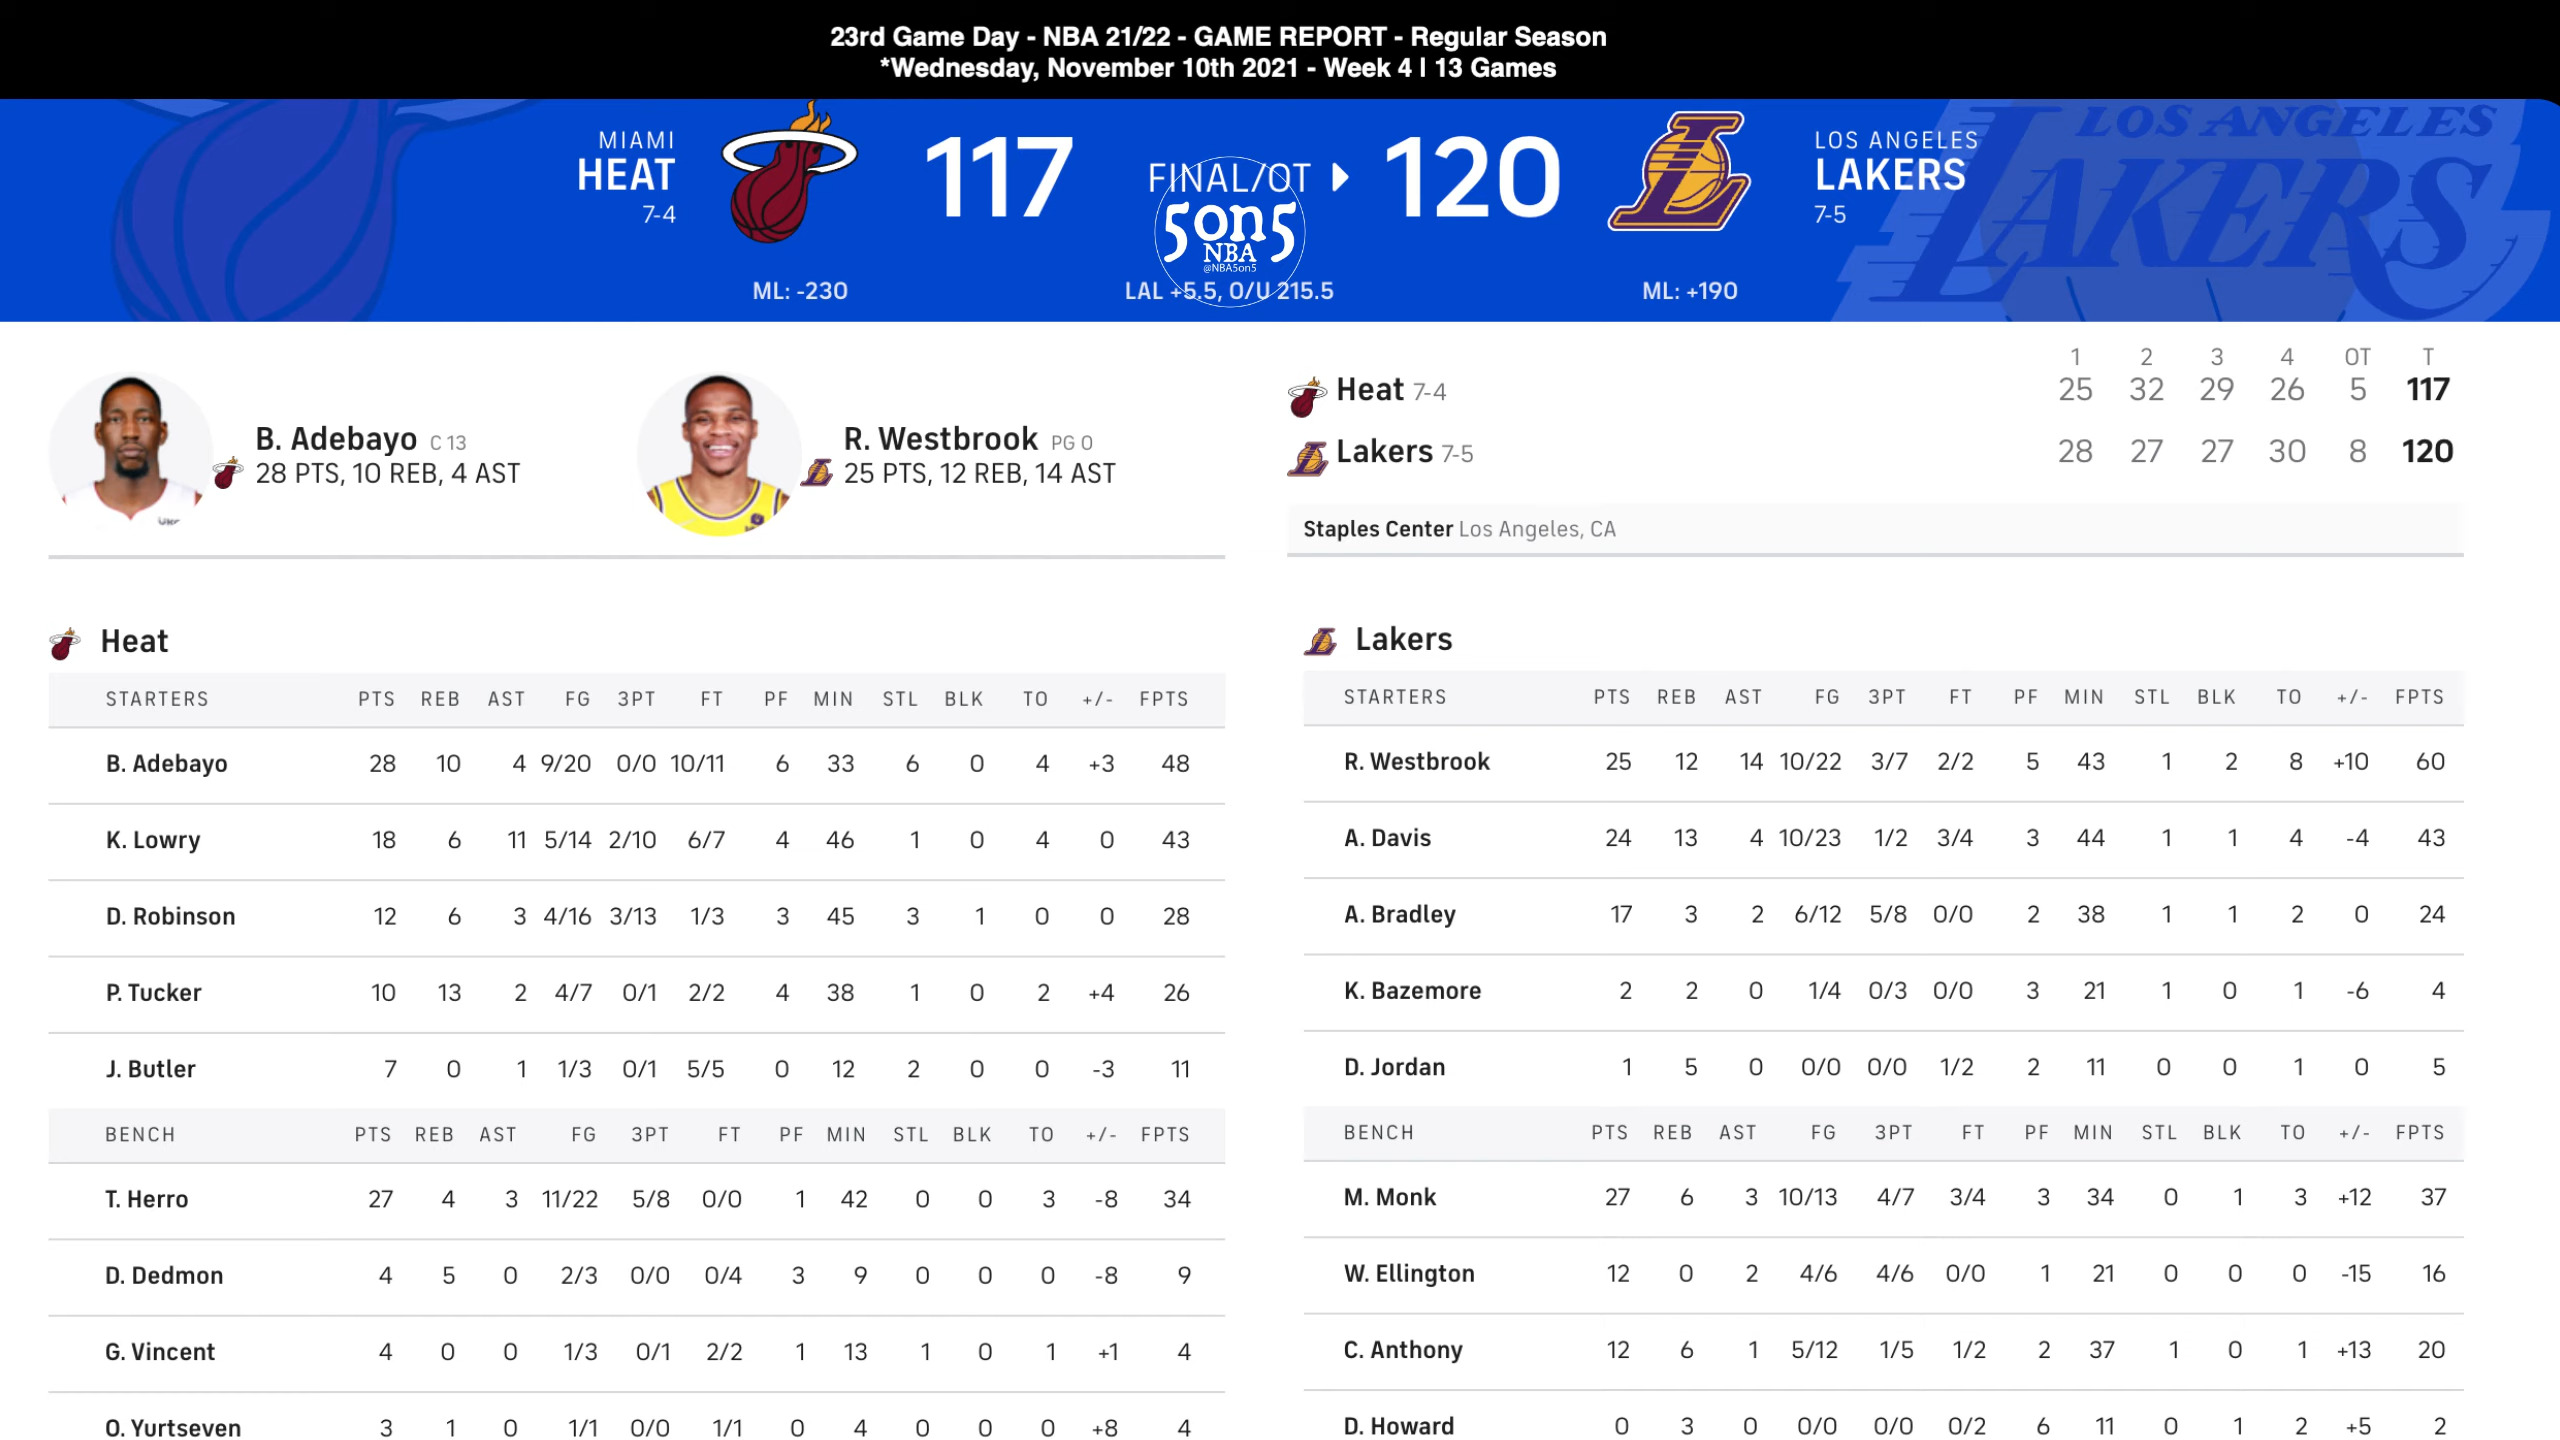 23rd Game Day - NBA 21/22 - GAME REPORT - Regular Season
*Wednesday, November 10th 2021 - Week 4 | 13 Games
MIAMI
HEAT
7-4
117
FINAL/OT
120
LOS ANGELES
LAKERS
7-5
LOS ANGELES
LAKERS
5on5
NBA
@NBA5on5
ML: -230
LAL +5.5, O/U 215.5
ML: +190
B. Adebayo C 13
28 PTS, 10 REB, 4 AST
R. Westbrook PG 0
25 PTS, 12 REB, 14 AST
1 2 3 4 OT T
Heat 7-4 25 32 29 26 5 117
Lakers 7-5 28 27 27 30 8 120
Staples Center Los Angeles, CA
Heat
STARTERS PTS REB AST FG 3PT FT PF MIN STL BLK TO +/- FPTS
B. Adebayo 28 10 4 9/20 0/0 10/11 6 33 6 0 4 +3 48
K. Lowry 18 6 11 5/14 2/10 6/7 4 46 1 0 4 0 43
D. Robinson 12 6 3 4/16 3/13 1/3 3 45 3 1 0 0 28
P. Tucker 10 13 2 4/7 0/1 2/2 4 38 1 0 2 +4 26
J. Butler 7 0 1 1/3 0/1 5/5 0 12 2 0 0 -3 11
BENCH PTS REB AST FG 3PT FT PF MIN STL BLK TO +/- FPTS
T. Herro 27 4 3 11/22 5/8 0/0 1 42 0 0 3 -8 34
D. Dedmon 4 5 0 2/3 0/0 0/4 3 9 0 0 0 -8 9
G. Vincent 4 0 0 1/3 0/1 2/2 1 13 1 0 1 +1 4
O. Yurtseven 3 1 0 1/1 0/0 1/1 0 4 0 0 0 +8 4
Lakers
STARTERS PTS REB AST FG 3PT FT PF MIN STL BLK TO +/- FPTS
R. Westbrook 25 12 14 10/22 3/7 2/2 5 43 1 2 8 +10 60
A. Davis 24 13 4 10/23 1/2 3/4 3 44 1 1 4 -4 43
A. Bradley 17 3 2 6/12 5/8 0/0 2 38 1 1 2 0 24
K. Bazemore 2 2 0 1/4 0/3 0/0 3 21 1 0 1 -6 4
D. Jordan 1 5 0 0/0 0/0 1/2 2 11 0 0 1 0 5
BENCH PTS REB AST FG 3PT FT PF MIN STL BLK TO +/- FPTS
M. Monk 27 6 3 10/13 4/7 3/4 3 34 0 1 3 +12 37
W. Ellington 12 0 2 4/6 4/6 0/0 1 21 0 0 0 -15 16
C. Anthony 12 6 1 5/12 1/5 1/2 2 37 1 0 1 +13 20
D. Howard 0 3 0 0/0 0/0 0/2 6 11 0 1 2 +5 2